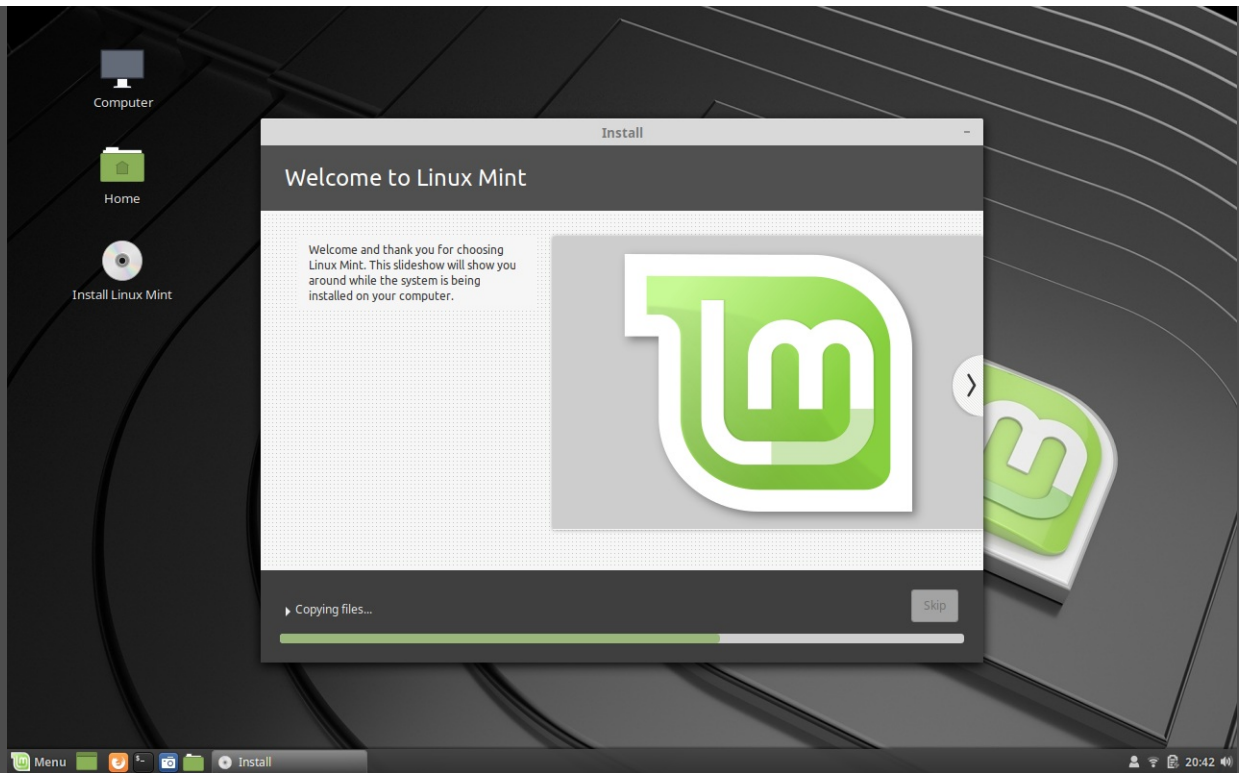 Computer
Home
Install Linux Mint
Install
Welcome to Linux Mint
Welcome and thank you for choosing
Linux Mint. This slideshow will show you
around while the system is being
installed on your computer.
Copying files...
Skip
Menu
Install
20:42